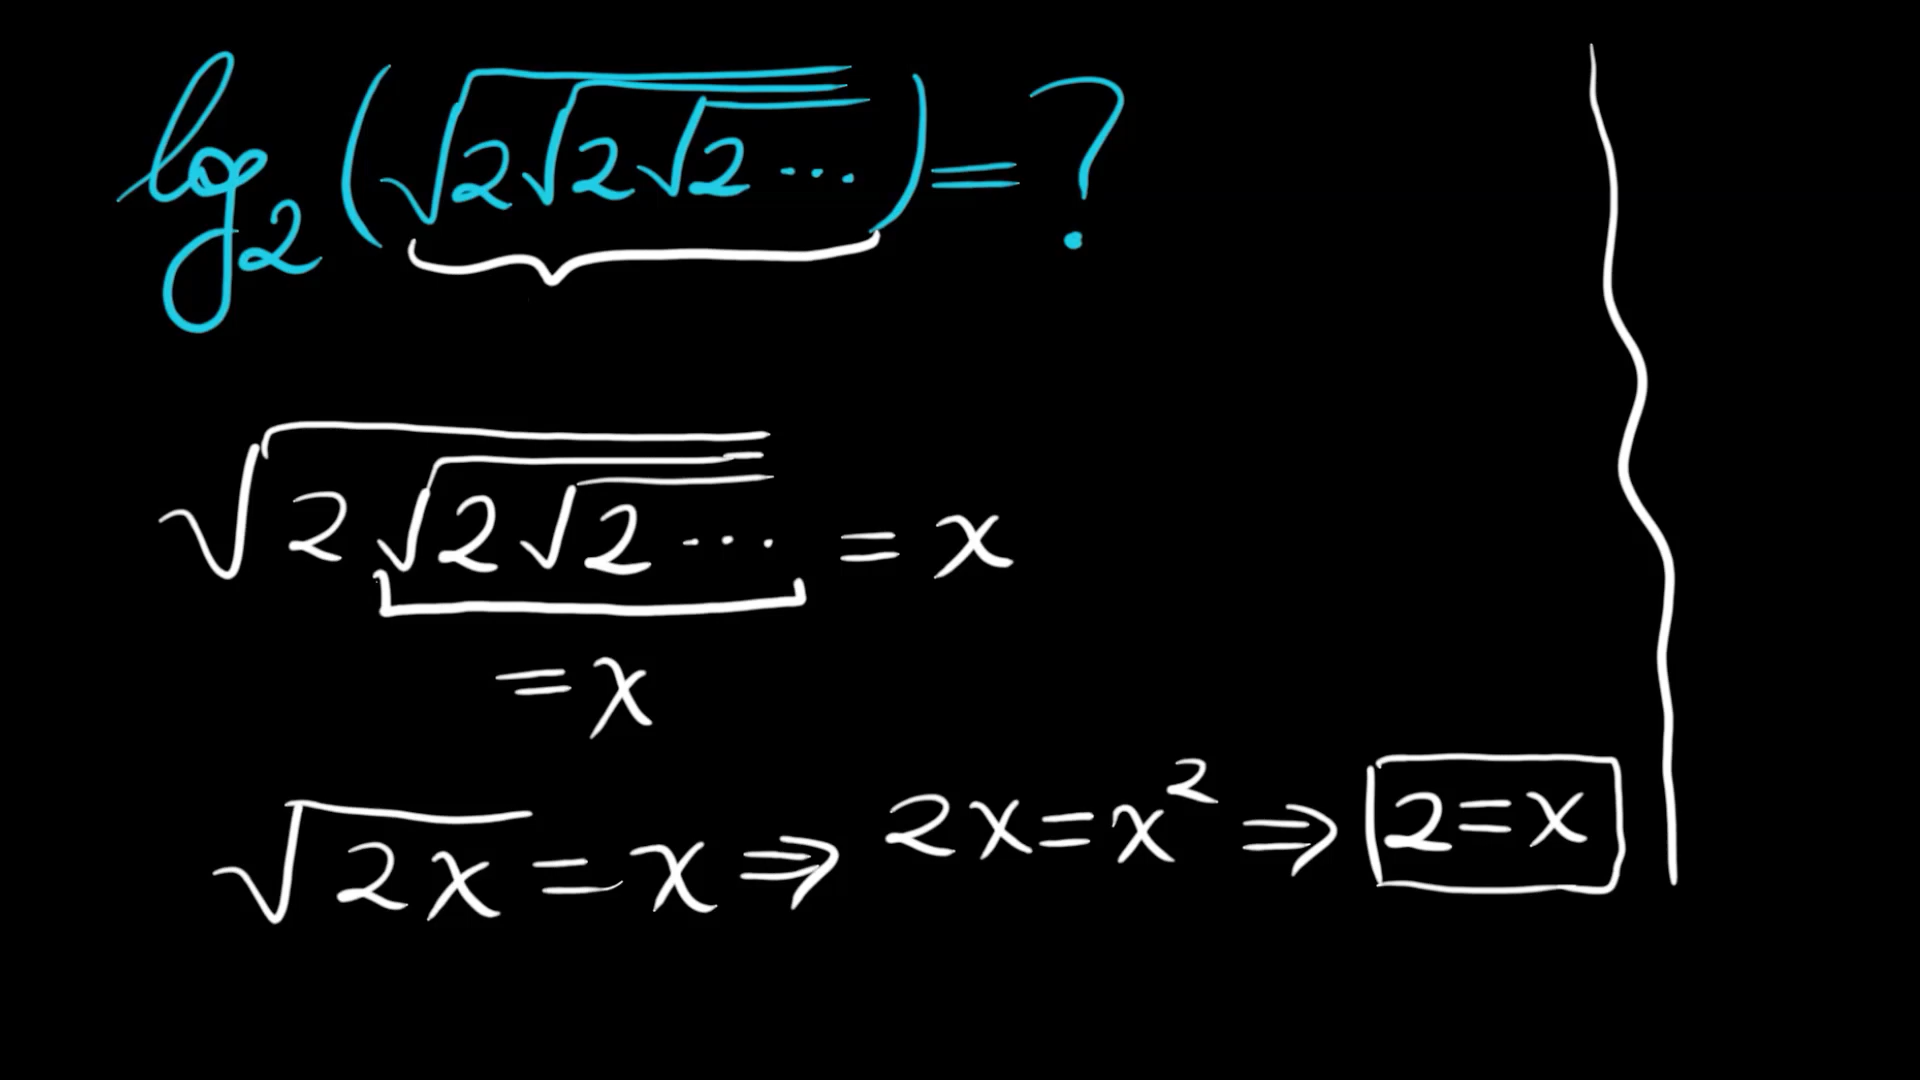 log₂(√(2√(2√(2...)))) = ?
√(2√(2√(2...))) = x
= x
√(2x) = x ⇒ 2x = x² ⇒ 2 = x